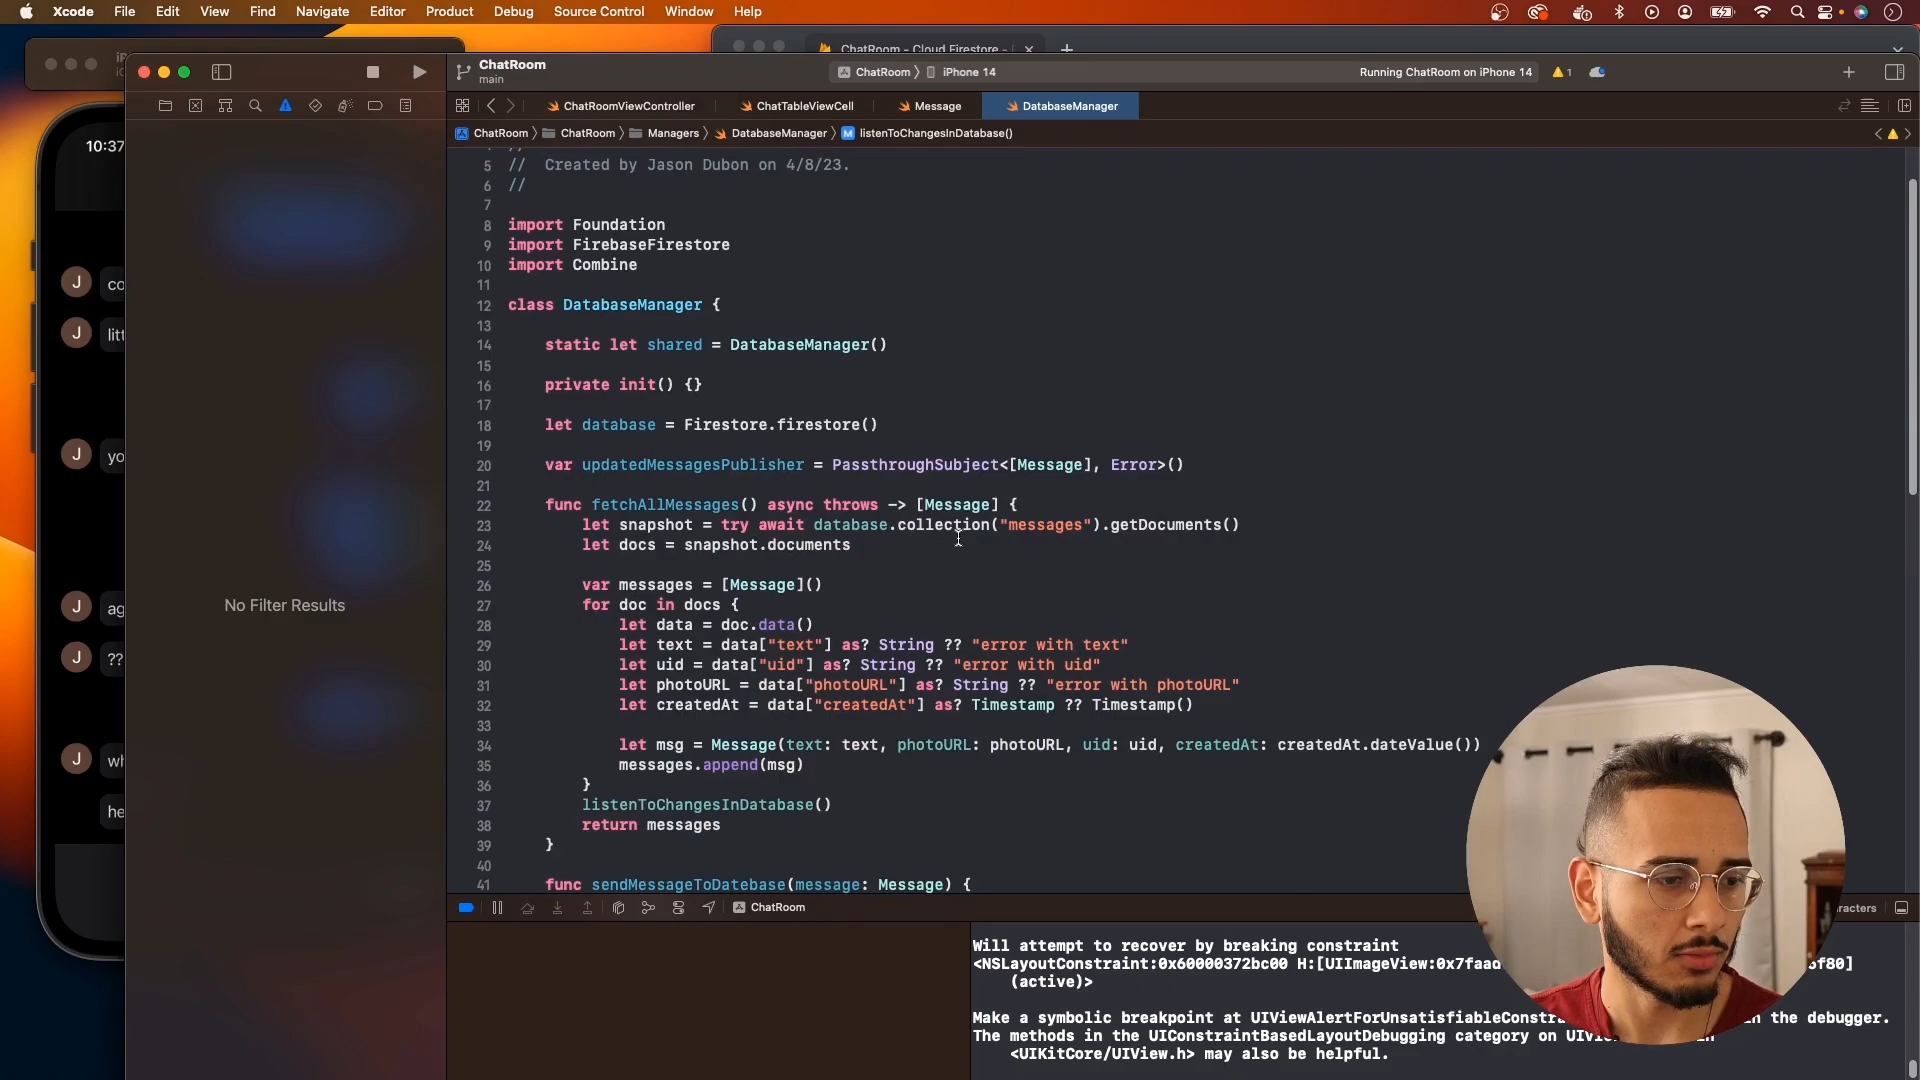 Xcode File Edit View Find Navigate Editor Product Debug Source Control Window Help
ChatRoom - Cloud Firestore -
ChatRoom
main
ChatRoom
iPhone 14
Running ChatRoom on iPhone 14
1
ChatRoomViewController
ChatTableViewCell
Message
DatabaseManager
ChatRoom
ChatRoom
Managers
DatabaseManager
M listenToChangesInDatabase()
10:37
J
J
J
J
J
J
No Filter Results
5 // Created by Jason Dubon on 4/8/23.
6 //
7
8 import Foundation
9 import FirebaseFirestore
10 import Combine
11
12 class DatabaseManager {
13
14 static let shared = DatabaseManager()
15
16 private init() {}
17
18 let database = Firestore.firestore()
19
20 var updatedMessagesPublisher = PassthroughSubject<[Message], Error>()
21
22 func fetchAllMessages() async throws -> [Message] {
23 let snapshot = try await database.collection("messages").getDocuments()
24 let docs = snapshot.documents
25
26 var messages = [Message]()
27 for doc in docs {
28 let data = doc.data()
29 let text = data["text"] as? String ?? "error with text"
30 let uid = data["uid"] as? String ?? "error with uid"
31 let photoURL = data["photoURL"] as? String ?? "error with photoURL"
32 let createdAt = data["createdAt"] as? Timestamp ?? Timestamp()
33
34 let msg = Message(text: text, photoURL: photoURL, uid: uid, createdAt: createdAt.dateValue())
35 messages.append(msg)
36 }
37 listenToChangesInDatabase()
38 return messages
39 }
40
41 func sendMessageToDatebase(message: Message) {
ChatRoom
Will attempt to recover by breaking constraint
<NSLayoutConstraint:0x60000372bc00 H:[UIImageView:0x7faad
(active)>
Make a symbolic breakpoint at in the debugger.
The methods in the UIConstraintBasedLayoutDebugging category on
<UIKitCore/UIView.h> may also be helpful.